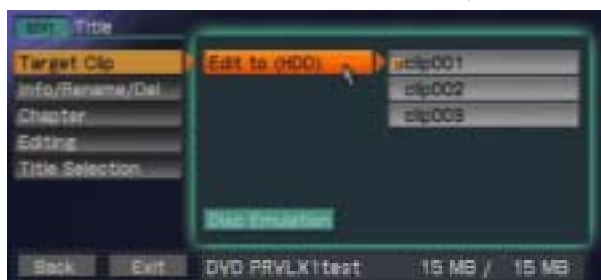 EDIT Title
Target Clip
Edit to (HDD)
clip001
Info/Rename/Del
clip002
Chapter
clip003
Editing
Title Selection
Disc Emulation
Back
Exit
DVD PRVLX1test
15 MB / 15 MB